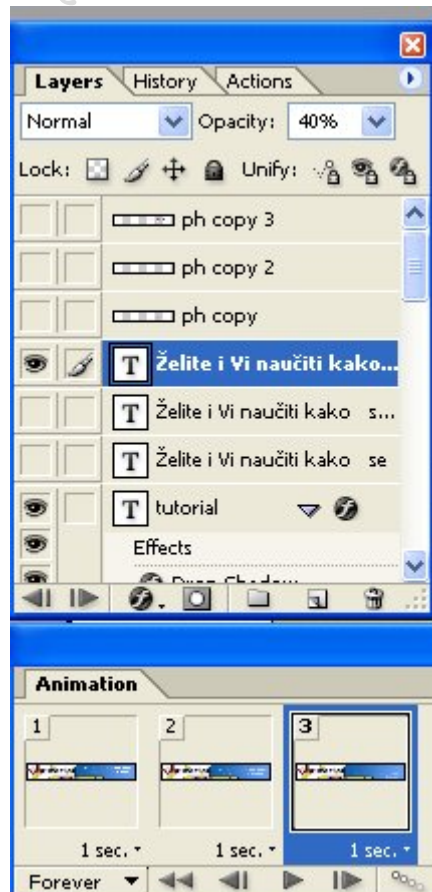 Layers History Actions
Normal Opacity: 40%
Lock: Unify:
ph copy 3
ph copy 2
ph copy
T Želite i Vi naučiti kako...
T Želite i Vi naučiti kako s...
T Želite i Vi naučiti kako se
T tutorial
Effects
Drop Shadow
Animation
1 2 3
1 sec. 1 sec. 1 sec.
Forever